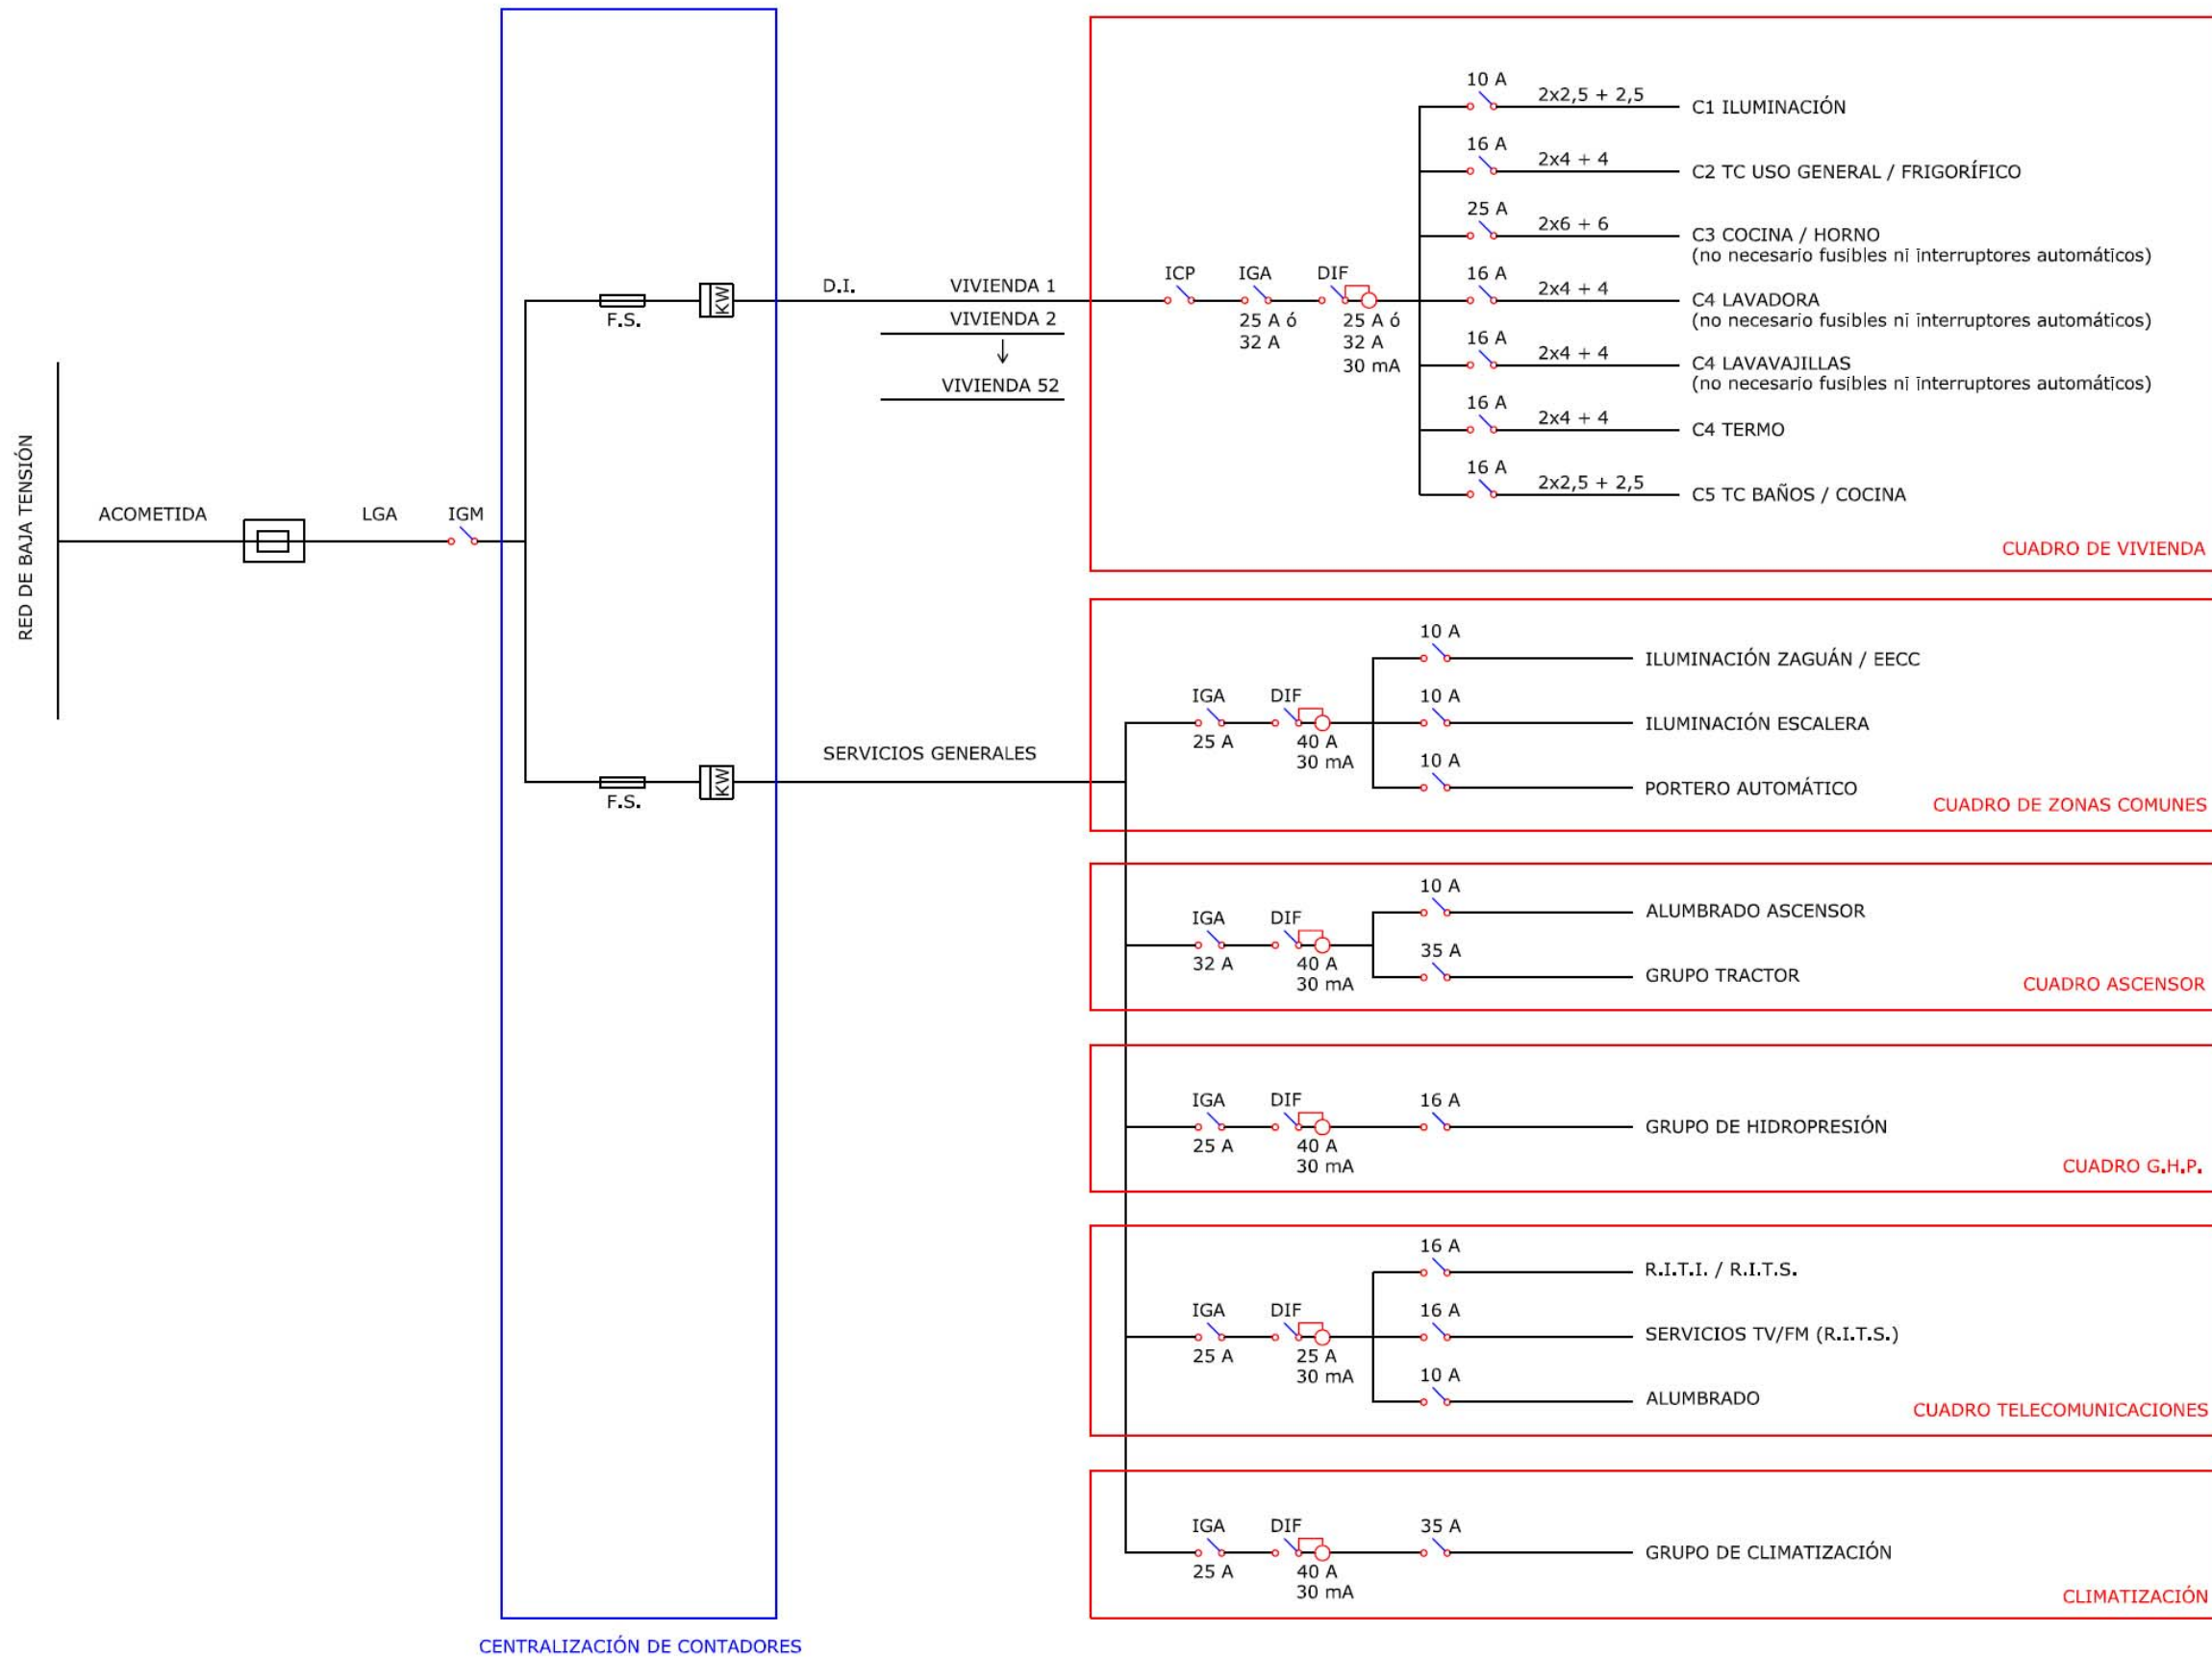 RED DE BAJA TENSIÓN
ACOMETIDA
LGA
IGM
F.S.
KW
D.I.
VIVIENDA 1
VIVIENDA 2
VIVIENDA 52
ICP
IGA
25 A ó
32 A
DIF
25 A ó
32 A
30 mA
10 A
2x2,5 + 2,5
C1 ILUMINACIÓN
16 A
2x4 + 4
C2 TC USO GENERAL / FRIGORÍFICO
25 A
2x6 + 6
C3 COCINA / HORNO
(no necesario fusibles ni interruptores automáticos)
16 A
2x4 + 4
C4 LAVADORA
(no necesario fusibles ni interruptores automáticos)
16 A
2x4 + 4
C4 LAVAVAJILLAS
(no necesario fusibles ni interruptores automáticos)
16 A
2x4 + 4
C4 TERMO
16 A
2x2,5 + 2,5
C5 TC BAÑOS / COCINA
CUADRO DE VIVIENDA
F.S.
KW
SERVICIOS GENERALES
IGA
25 A
DIF
40 A
30 mA
10 A
ILUMINACIÓN ZAGUÁN / EECC
10 A
ILUMINACIÓN ESCALERA
10 A
PORTERO AUTOMÁTICO
CUADRO DE ZONAS COMUNES
IGA
32 A
DIF
40 A
30 mA
10 A
ALUMBRADO ASCENSOR
35 A
GRUPO TRACTOR
CUADRO ASCENSOR
IGA
25 A
DIF
40 A
30 mA
16 A
GRUPO DE HIDROPRESIÓN
CUADRO G.H.P.
IGA
25 A
DIF
25 A
30 mA
16 A
R.I.T.I. / R.I.T.S.
16 A
SERVICIOS TV/FM (R.I.T.S.)
10 A
ALUMBRADO
CUADRO TELECOMUNICACIONES
IGA
25 A
DIF
40 A
30 mA
35 A
GRUPO DE CLIMATIZACIÓN
CLIMATIZACIÓN
CENTRALIZACIÓN DE CONTADORES